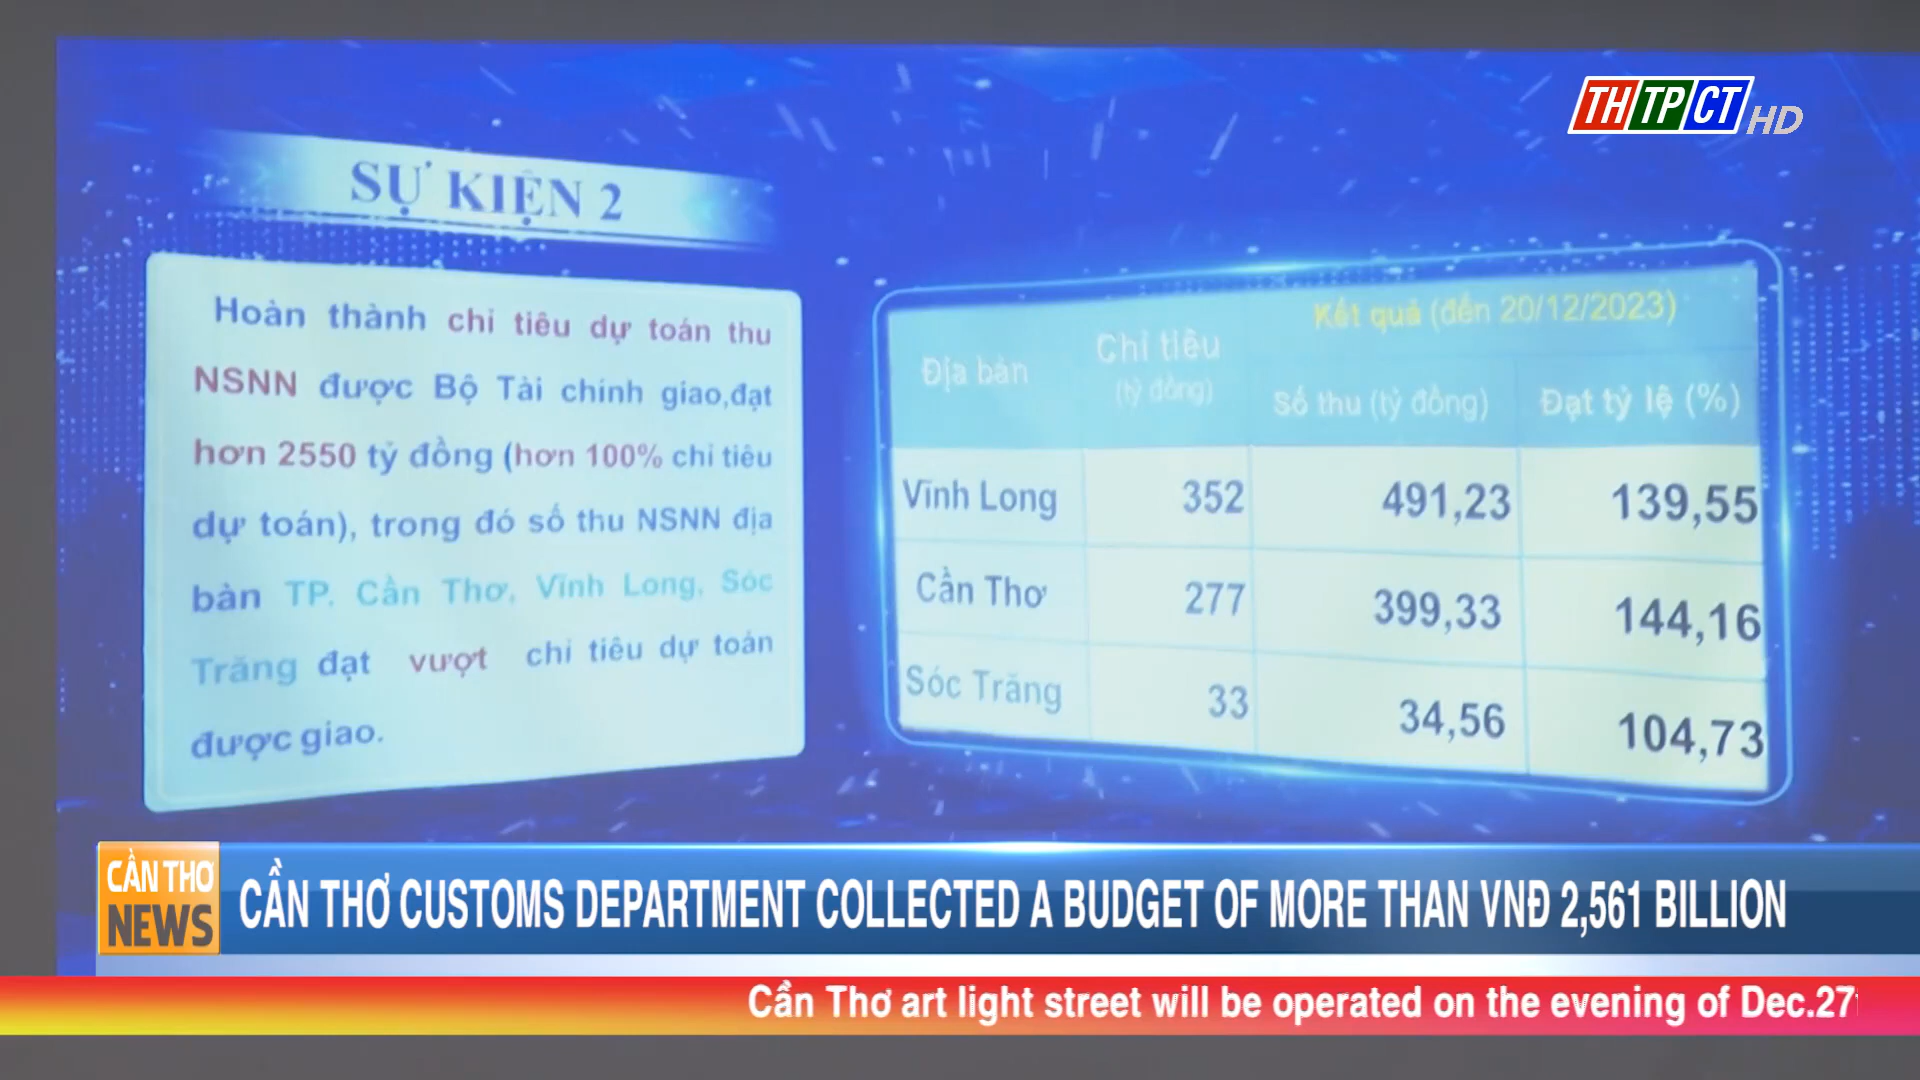 THTPCT HD
SỰ KIỆN 2
Hoàn thành chỉ tiêu dự toán thu
NSNN được Bộ Tài chính giao,đạt
hơn 2550 tỷ đồng (hơn 100% chỉ tiêu
dự toán), trong đó số thu NSNN địa
bàn TP. Cần Thơ, Vĩnh Long, Sóc
Trăng đạt vượt chỉ tiêu dự toán
được giao.
Địa bàn
Chỉ tiêu
(tỷ đồng)
Kết quả (đến 20/12/2023)
Số thu (tỷ đồng)
Đạt tỷ lệ (%)
Vĩnh Long 352 491,23 139,55
Cần Thơ 277 399,33 144,16
Sóc Trăng 33 34,56 104,73
CẦN THƠ
NEWS
CẦN THƠ CUSTOMS DEPARTMENT COLLECTED A BUDGET OF MORE THAN VNĐ 2,561 BILLION
Cần Thơ art light street will be operated on the evening of Dec.27